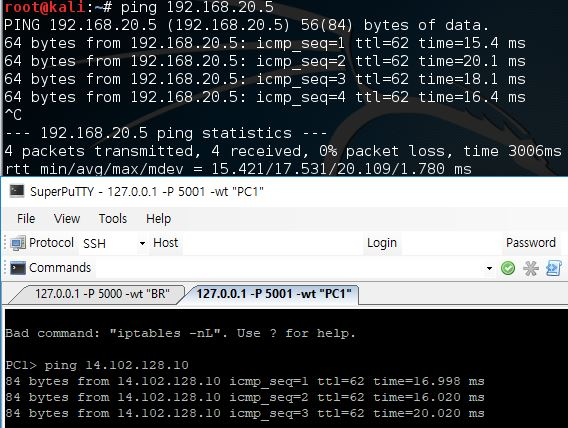 root@kali:~# ping 192.168.20.5
PING 192.168.20.5 (192.168.20.5) 56(84) bytes of data.
64 bytes from 192.168.20.5: icmp_seq=1 ttl=62 time=15.4 ms
64 bytes from 192.168.20.5: icmp_seq=2 ttl=62 time=20.1 ms
64 bytes from 192.168.20.5: icmp_seq=3 ttl=62 time=18.1 ms
64 bytes from 192.168.20.5: icmp_seq=4 ttl=62 time=16.4 ms
^C
--- 192.168.20.5 ping statistics ---
4 packets transmitted, 4 received, 0% packet loss, time 3006ms
rtt min/avg/max/mdev = 15.421/17.531/20.109/1.780 ms
SuperPuTTY - 127.0.0.1 -P 5001 -wt "PC1"
File View Tools Help
Protocol SSH Host Login Password
Commands
127.0.0.1 -P 5000 -wt "BR" 127.0.0.1 -P 5001 -wt "PC1"
Bad command: "iptables -nL". Use ? for help.
PC1> ping 14.102.128.10
84 bytes from 14.102.128.10 icmp_seq=1 ttl=62 time=16.998 ms
84 bytes from 14.102.128.10 icmp_seq=2 ttl=62 time=16.020 ms
84 bytes from 14.102.128.10 icmp_seq=3 ttl=62 time=20.020 ms